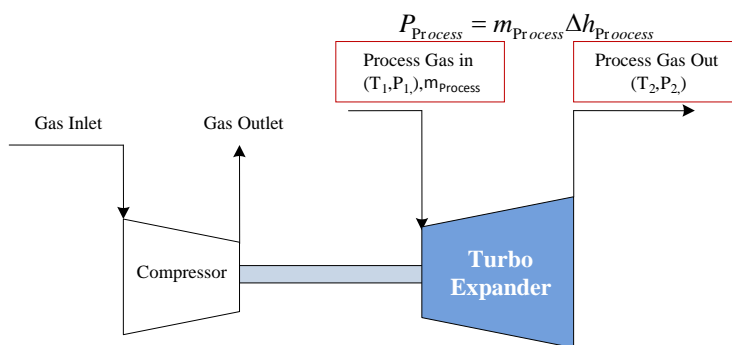 P_Process = m_Process Δh_Proocess
Process Gas in
(T₁,P₁,),m_Process
Process Gas Out
(T₂,P₂,)
Gas Inlet
Gas Outlet
Compressor
Turbo
Expander